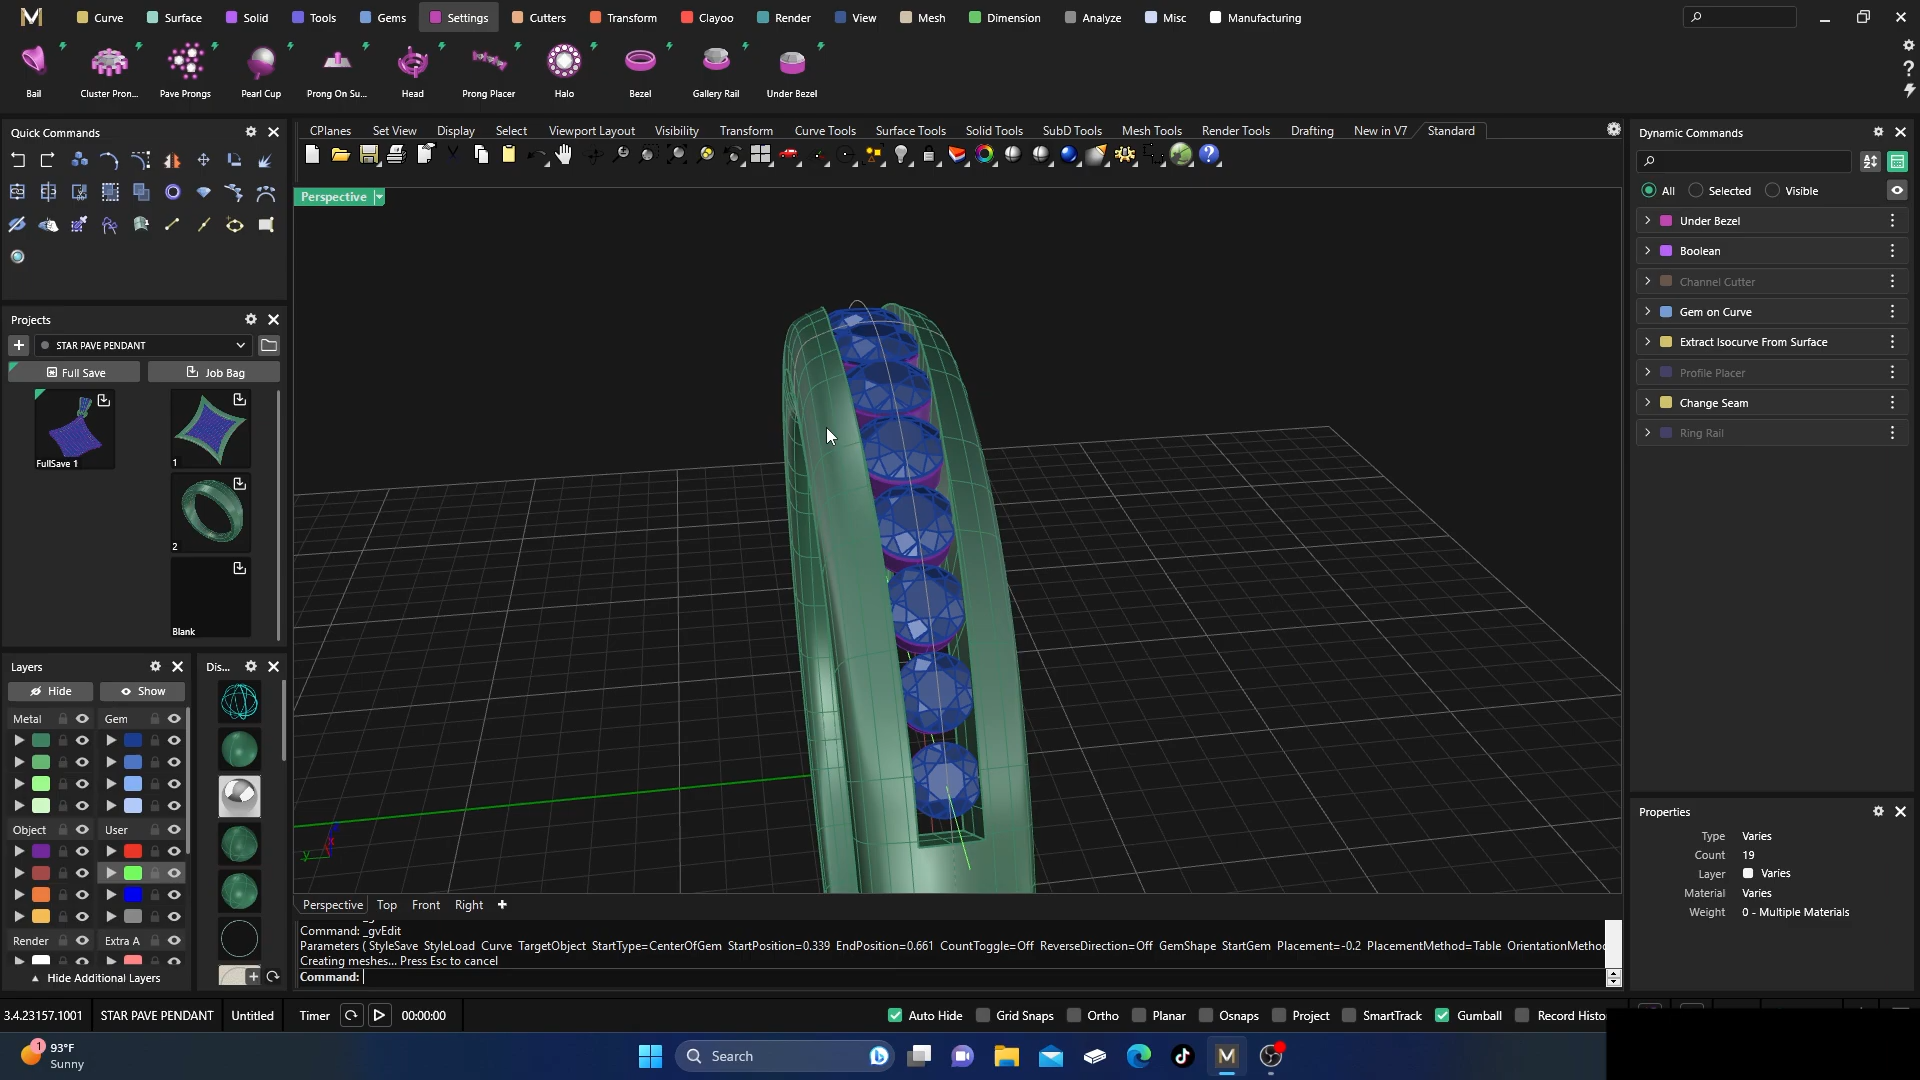 Curve Surface Solid Tools Gems Settings Cutters Transform Clayoo Render View Mesh Dimension Analyze Misc Manufacturing
Bail Cluster Pron... Pave Prongs Pearl Cup Prong On Su... Head Prong Placer Halo Bezel Gallery Rail Under Bezel
Quick Commands
CPlanes Set View Display Select Viewport Layout Visibility Transform Curve Tools Surface Tools Solid Tools SubD Tools Mesh Tools Render Tools Drafting New in V7 Standard
Perspective
Projects
STAR PAVE PENDANT
Full Save Job Bag
FullSave 1
1
2
Blank
Layers
Hide Show
Metal Gem
Object User
Render Extra A
Hide Additional Layers
Dis...
y
Perspective Top Front Right
Command: _gvEdit
Parameters ( StyleSave StyleLoad Curve TargetObject StartType=CenterOfGem StartPosition=0.339 EndPosition=0.661 CountToggle=Off ReverseDirection=Off GemShape StartGem Placement=-0.2 PlacementMethod=Table OrientationMethod
Creating meshes... Press Esc to cancel
Command:
Dynamic Commands
All Selected Visible
Under Bezel
Boolean
Channel Cutter
Gem on Curve
Extract Isocurve From Surface
Profile Placer
Change Seam
Ring Rail
Properties
Type Varies
Count 19
Layer Varies
Material Varies
Weight 0 - Multiple Materials
3.4.23157.1001 STAR PAVE PENDANT Untitled Timer 00:00:00 Auto Hide Grid Snaps Ortho Planar Osnaps Project SmartTrack Gumball Record Histo
1 93°F
Sunny
Search